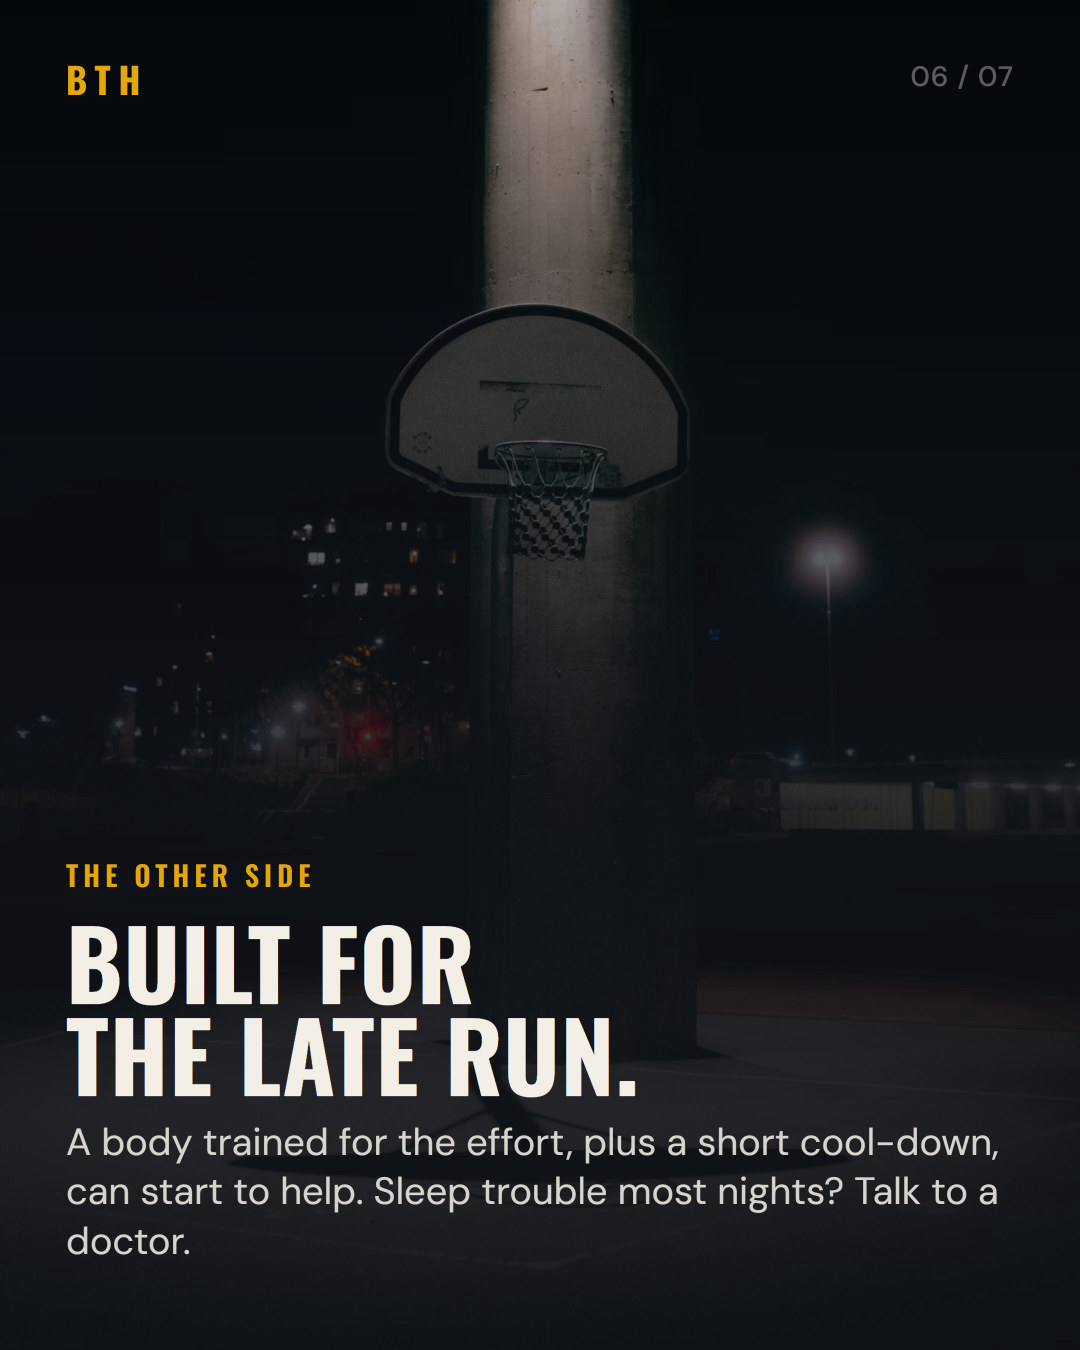 BTH
06 / 07
THE OTHER SIDE
BUILT FOR
THE LATE RUN.
A body trained for the effort, plus a short cool-down,
can start to help. Sleep trouble most nights? Talk to a
doctor.